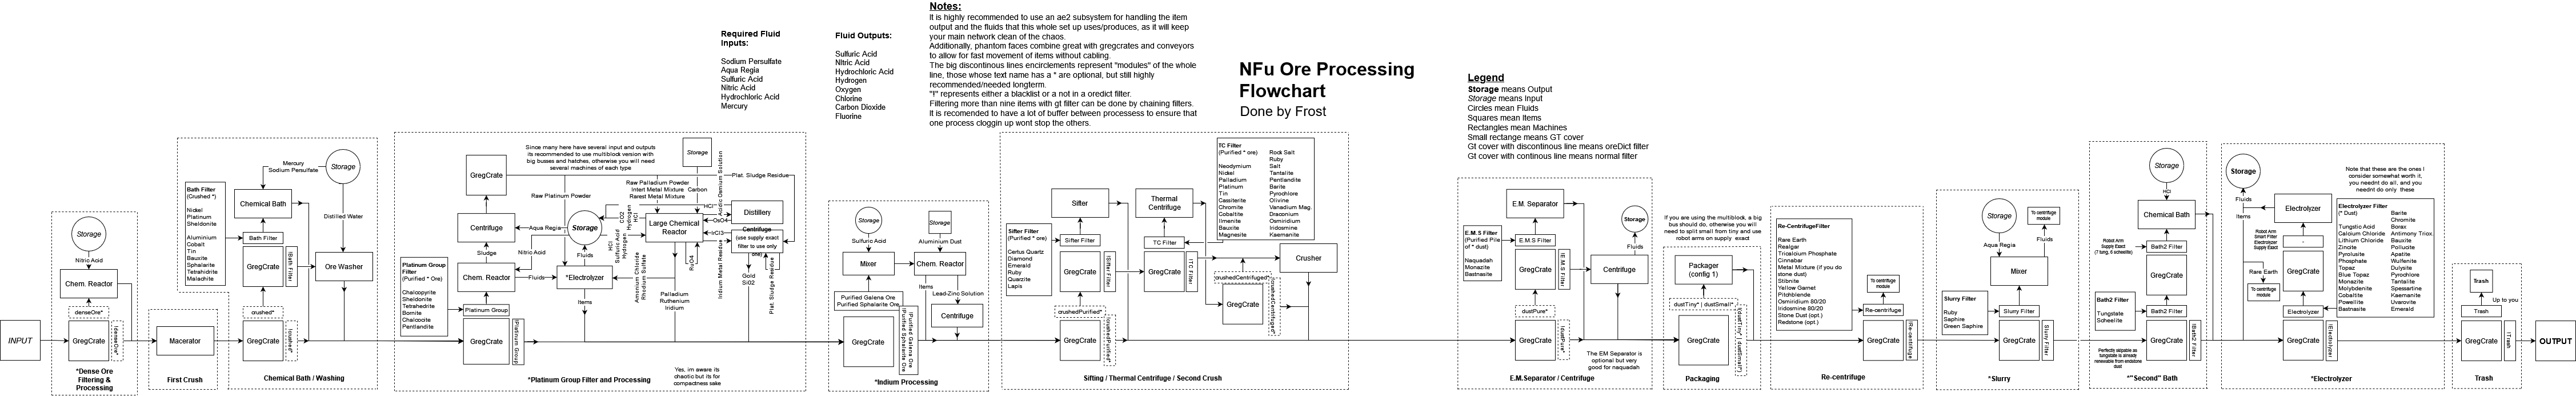 Notes:
It is highly recommended to use an ae2 subsystem for handling the item
output and the fluids that this whole set up uses/produces, as it will keep
your main network clean of the chaos.
Additionally, phantom faces combine great with gregcrates and conveyors
to allow for fast movement of items without cabling.
The big discontinous lines encirclements represent "modules" of the whole
line, those whose text name has a * are optional, but still highly
recommended/needed longterm.
"!" represents either a blacklist or a not in a oredict filter.
Filtering more than nine items with gt filter can be done by chaining filters.
It is recomended to have a lot of buffer between processess to ensure that
one process cloggin up wont stop the others.
Required Fluid
Inputs:
Sodium Persulfate
Aqua Regia
Sulfuric Acid
Nitric Acid
Hydrochloric Acid
Mercury
Fluid Outputs:
Sulfuric Acid
Nitric Acid
Hydrochloric Acid
Hydrogen
Oxygen
Chlorine
Carbon Dioxide
Fluorine
NFu Ore Processing
Flowchart
Done by Frost
Legend
Storage means Output
Storage means Input
Circles mean Fluids
Squares mean Items
Rectangles mean Machines
Small rectange means GT cover
Gt cover with discontinous line means oreDict filter
Gt cover with continous line means normal filter
INPUT
Storage
Nitric Acid
Chem. Reactor
denseOre*
GregCrate
!denseOre*
*Dense Ore
Filtering &
Processing
Macerator
First Crush
Bath Filter
(Crushed *)
Nickel
Platinum
Sheldonite
Aluminium
Cobalt
Tin
Bauxite
Sphalarite
Tetrahidrite
Malachite
Mercury
Sodium Persulfate
Storage
Chemical Bath
Distilled Water
Bath Filter
GregCrate
!Bath Filter
Ore Washer
crushed*
GregCrate
!crushed*
Chemical Bath / Washing
Platinum Group
Filter
(Purified * Ore)
Chalcopyrite
Sheldonite
Tetrahedrite
Bornite
Chalcocite
Pentlandite
GregCrate
Since many here have several input and outputs
its recommended to use multiblock version with
big busses and hatches, otherwise you will need
several machines of each type
Storage
Raw Platinum Powder
Raw Palladium Powder
Inert Metal Mixture
Carbon
Rarest Metal Mixture
Acidic Osmium Solution
Plat. Sludge Residue
Centrifuge
Aqua Regia
Storage
CO2
Hydrogen
HCl
Large Chemical
Reactor
HCl
OsO4
IrCl3
Distillery
Centrifuge
(use supply exact
filter to use only
one)
Sludge
Nitric Acid
Fluids
HCl
Sulfuric Acid
Hydrogen
RuO4
Iridium Metal Residue
Chem. Reactor
Fluids
*Electrolyzer
Amonium Chloride
Rhodium Sulfate
Gold
SiO2
Plat. Sludge Residue
Items
Palladium
Ruthenium
Iridium
Platinum Group
GregCrate
!Platinum Group
*Platinum Group Filter and Processing
Yes, im aware its
chaotic but its for
compactness sake
Storage
Storage
Sulfuric Acid
Aluminium Dust
Mixer
Chem. Reactor
Items
Purified Galena Ore
Purified Sphalarite Ore
Lead-Zinc Solution
GregCrate
!Purified Galena Ore
!Purified sphalarite Ore
Centrifuge
*Indium Processing
Sifter Filter
(Purified * ore)
Certus Quartz
Diamond
Emerald
Ruby
Quarzite
Lapis
Sifter
Sifter Filter
GregCrate
!Sifter Filter
crushedPurified*
GregCrate
!crushedPurified*
Thermal
Centrifuge
TC Filter
GregCrate
!TC Filter
TC Filter
(Purified * ore)
Neodymium
Nickel
Palladium
Platinum
Tin
Cassiterite
Chromite
Cobaltite
Ilmenite
Bauxite
Magnesite
Rock Salt
Ruby
Salt
Tantalite
Pentlandite
Barite
Pyrochlore
Olivine
Vanadium Mag.
Draconium
Osmiridium
Iridosmine
Kaemanite
Crusher
crushedCentrifuged*
GregCrate
!crushedCentrifuged*
Sifting / Thermal Centrifuge / Second Crush
E.M. S Filter
(Purified Pile
of * dust)
Naquadah
Monazite
Bastnasite
E.M. Separator
E.M.S Filter
GregCrate
!E.M.S Filter
dustPure*
GregCrate
!dustPure*
Storage
Fluids
Centrifuge
The EM Separator is
optional but very
good for naquadah
E.M.Separator / Centrifuge
If you are using the multiblock, a big
bus should do, otherwise you will have
to split small from tiny and use
robot arms on supply exact
Packager
(config 1)
dustTiny* | dustSmall*
GregCrate
!(dustTiny* | dustSmall*)
Packaging
Re-CentrifugeFilter
Rare Earth
Realgar
Tricalcium Phosphate
Cinnabar
Metal Mixture (if you do
stone dust)
Stibnite
Yellow Garnet
Pitchblende
Osmiridium 80/20
Iridosmine 80/20
Stone Dust (opt.)
Redstone (opt.)
To centrifuge
module
Re-centrifuge
GregCrate
!Re-centrifuge
Re-centrifuge
Storage
To centrifuge
module
Aqua Regia
Fluids
Mixer
Slurry Filter
Ruby
Saphire
Green Saphire
Slurry Filter
GregCrate
!Slurry Filter
*Slurry
Storage
HCl
Chemical Bath
Robot Arm
Supply Exact
(7 tung, 6 scheelite)
Bath2 Filter
GregCrate
Bath2 Filter
Tungstate
Scheelite
Bath2 Filter
GregCrate
!Bath2 Filter
Perfectly skipable as
tungstate is already
renewable from endstone
dust
*"Second" Bath
Storage
Fluids
Items
Electrolyzer
Robot Arm
Smart Filter
Electrolyzer
Supply Exact
-
GregCrate
Rare Earth
To centrifuge
module
Electrolyzer
GregCrate
!Electrolyzer
Note that these are the ones I
consider somewhat worth it,
you neednt do all, and you
neednt do only these
Electrolyzer Filter
(* Dust)
Tungstic Acid
Calcium Chloride
Lithium Chloride
Zincite
Pyrolusite
Phosphate
Topaz
Blue Topaz
Monazite
Molybdenite
Cobaltite
Powellite
Bastnasite
Barite
Chromite
Borax
Antimony Triox.
Bauxite
Pollucite
Apatite
Wulfenite
Dulysite
Pyrochlore
Tantalite
Spessartine
Kaemanite
Uvarovite
Emerald
*Electrolyzer
Trash
Up to you
Trash
GregCrate
!Trash
Trash
OUTPUT